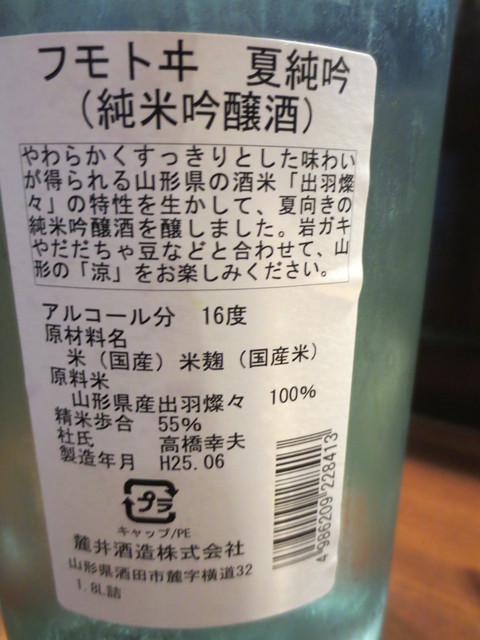 フモトヰ 夏純吟
(純米吟醸酒)
やわらかくすっきりとした味わい
が得られる山形県の酒米「出羽燦
々」の特性を生かして、夏向きの
純米吟醸酒を醸しました。岩ガキ
やだだちゃ豆などと合わせて、山
形の「涼」をお楽しみください。
アルコール分 16度
原材料名
米(国産)米麹(国産米)
原料米
山形県産出羽燦々 100%
精米歩合 55%
杜氏 高橋幸夫
製造年月 H25.06
プラ
キャップ/PE
麓井酒造株式会社
山形県酒田市麓字横道32
1.8L詰
4986209228413